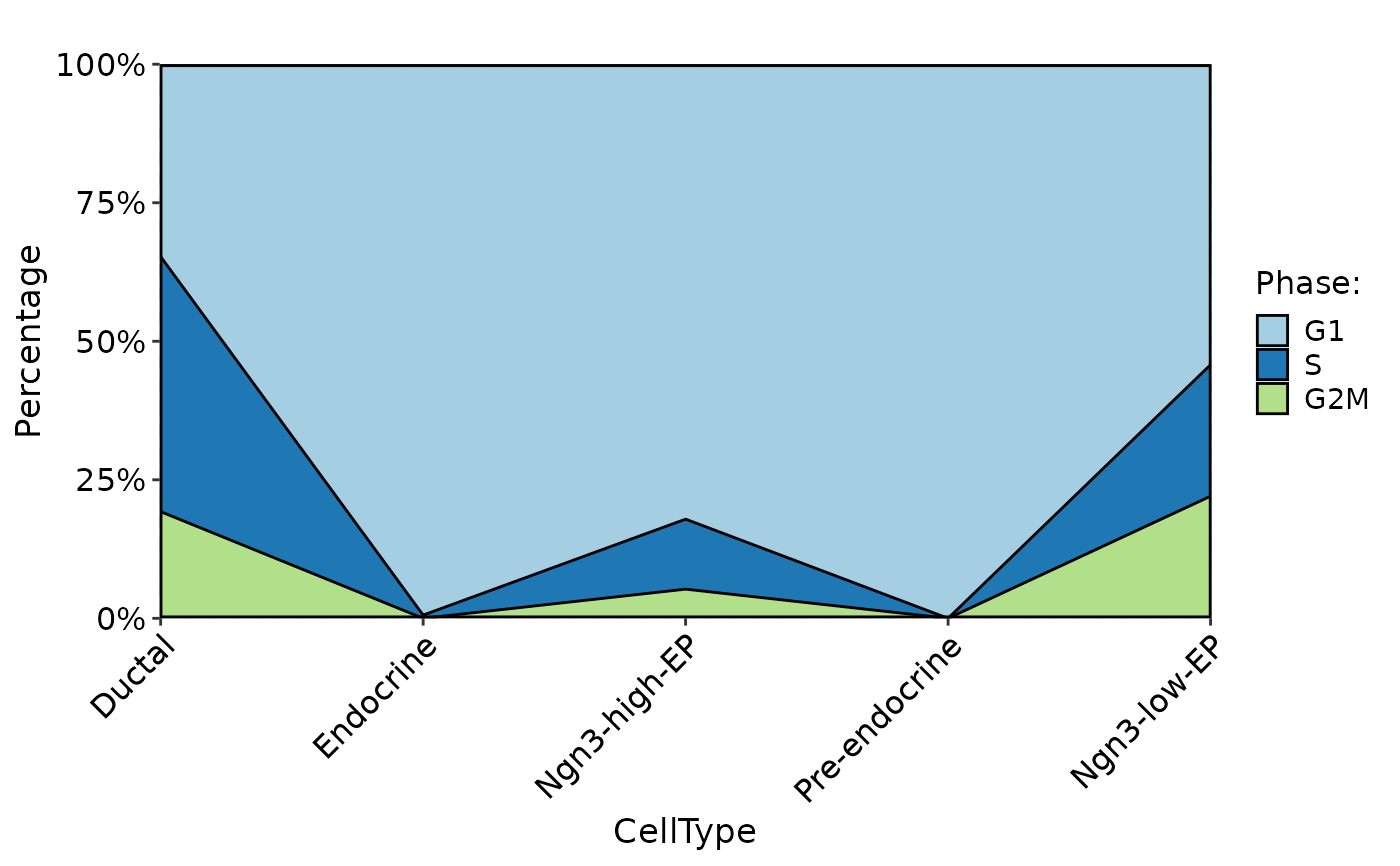 100%
75%
50%
25%
0%
Percentage
Ductal
Endocrine
Ngn3-high-EP
Pre-endocrine
Ngn3-low-EP
CellType
Phase:
G1
S
G2M